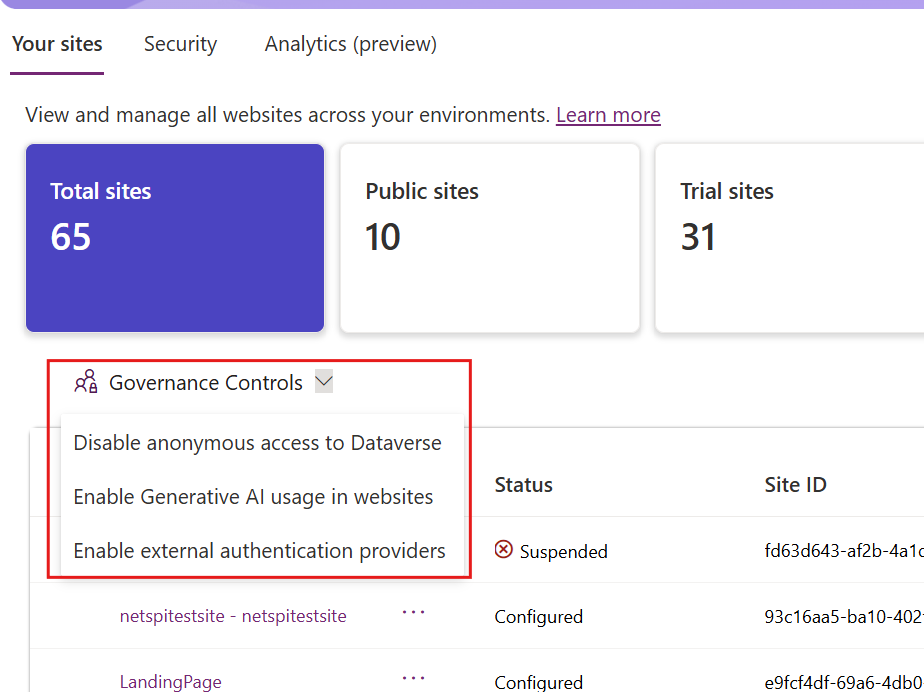 Your sites Security Analytics (preview)
View and manage all websites across your environments. Learn more
Total sites
65
Public sites
10
Trial sites
31
Governance Controls
Disable anonymous access to Dataverse
Enable Generative AI usage in websites
Enable external authentication providers
Status Site ID
Suspended fd63d643-af2b-4a1c
netspitestsite - netspitestsite ... Configured 93c16aa5-ba10-402
LandingPage ... Configured e9fcf4df-69a6-4db0